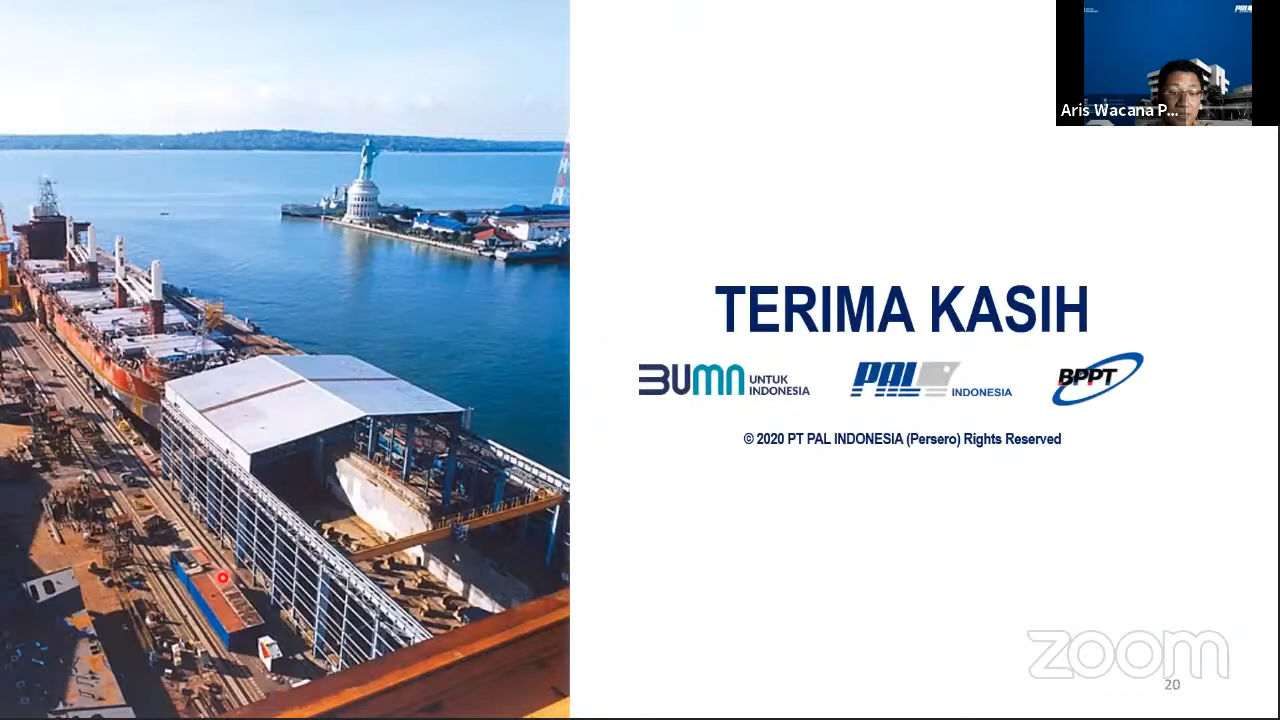 PAL
Aris Wacana P...
TERIMA KASIH
BUMN UNTUK INDONESIA
PAL INDONESIA
BPPT
© 2020 PT PAL INDONESIA (Persero) Rights Reserved
zoom
20